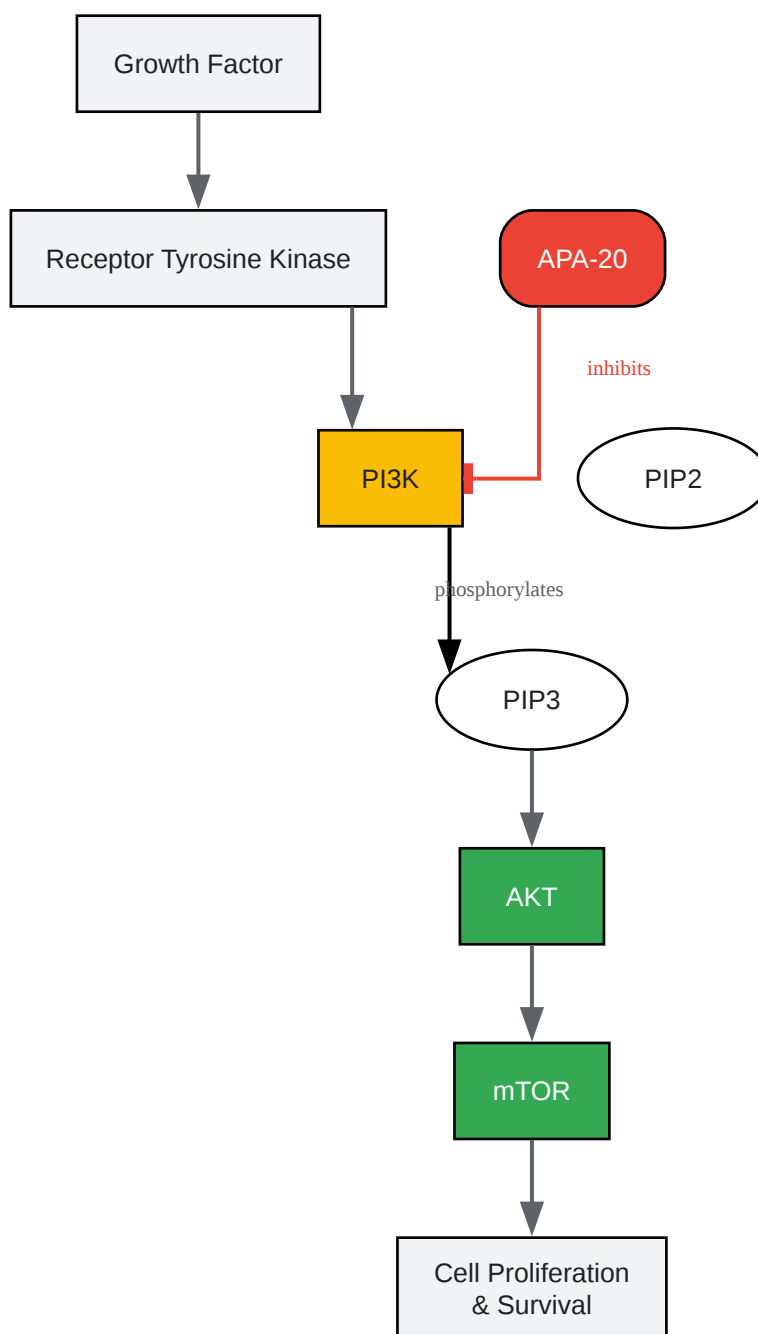 Growth Factor
Receptor Tyrosine Kinase
APA-20
inhibits
PI3K
PIP2
phosphorylates
PIP3
AKT
mTOR
Cell Proliferation
& Survival